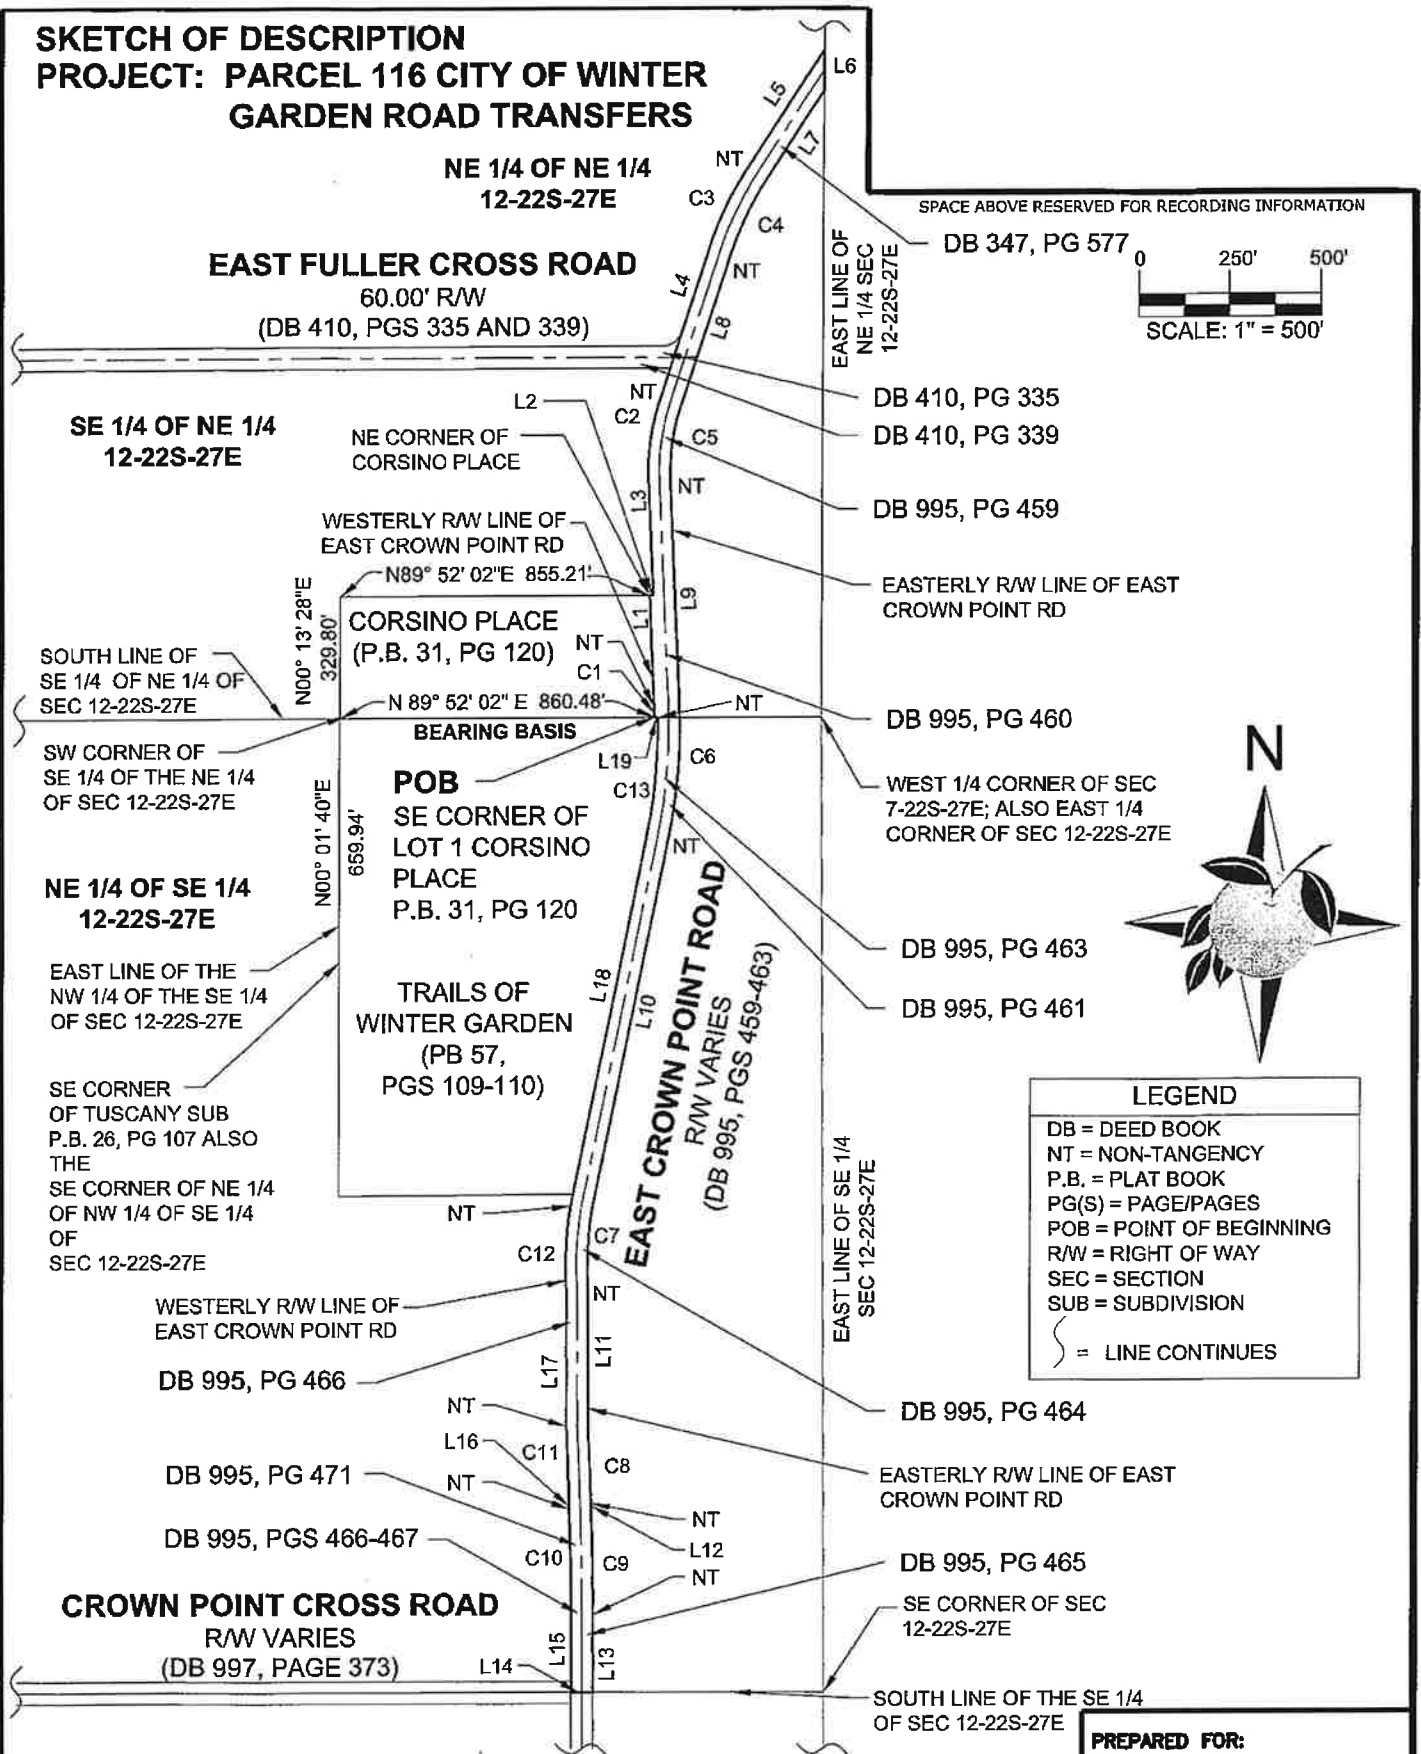 SKETCH OF DESCRIPTION
PROJECT: PARCEL 116 CITY OF WINTER
GARDEN ROAD TRANSFERS
NE 1/4 OF NE 1/4
12-22S-27E
L5
L6
L7
NT
C3
C4
NT
SPACE ABOVE RESERVED FOR RECORDING INFORMATION
DB 347, PG 577
0 250' 500'
SCALE: 1" = 500'
EAST LINE OF
NE 1/4 SEC
12-22S-27E
EAST FULLER CROSS ROAD
60.00' R/W
(DB 410, PGS 335 AND 339)
L4
L8
DB 410, PG 335
DB 410, PG 339
NT
C2
C5
NT
L2
SE 1/4 OF NE 1/4
12-22S-27E
NE CORNER OF
CORSINO PLACE
L3
DB 995, PG 459
WESTERLY R/W LINE OF
EAST CROWN POINT RD
N89° 52' 02"E 855.21'
EASTERLY R/W LINE OF EAST
CROWN POINT RD
N00° 13' 28"E
329.80'
CORSINO PLACE
(P.B. 31, PG 120)
L1
L9
NT
C1
SOUTH LINE OF
SE 1/4 OF NE 1/4 OF
SEC 12-22S-27E
N 89° 52' 02" E 860.48'
BEARING BASIS
NT
DB 995, PG 460
SW CORNER OF
SE 1/4 OF THE NE 1/4
OF SEC 12-22S-27E
L19
C13
C6
WEST 1/4 CORNER OF SEC
7-22S-27E; ALSO EAST 1/4
CORNER OF SEC 12-22S-27E
N
POB
SE CORNER OF
LOT 1 CORSINO
PLACE
P.B. 31, PG 120
N00° 01' 40"E
659.94'
NT
NE 1/4 OF SE 1/4
12-22S-27E
DB 995, PG 463
DB 995, PG 461
EAST LINE OF THE
NW 1/4 OF THE SE 1/4
OF SEC 12-22S-27E
TRAILS OF
WINTER GARDEN
(PB 57,
PGS 109-110)
L18
L10
EAST CROWN POINT ROAD
R/W VARIES
(DB 995, PGS 459-463)
SE CORNER
OF TUSCANY SUB
P.B. 26, PG 107 ALSO
THE
SE CORNER OF NE 1/4
OF NW 1/4 OF SE 1/4
OF
SEC 12-22S-27E
LEGEND
DB = DEED BOOK
NT = NON-TANGENCY
P.B. = PLAT BOOK
PG(S) = PAGE/PAGES
POB = POINT OF BEGINNING
R/W = RIGHT OF WAY
SEC = SECTION
SUB = SUBDIVISION
= LINE CONTINUES
EAST LINE OF SE 1/4
SEC 12-22S-27E
NT
C12
C7
NT
WESTERLY R/W LINE OF
EAST CROWN POINT RD
DB 995, PG 466
L17
L11
DB 995, PG 464
NT
L16
C11
C8
DB 995, PG 471
NT
EASTERLY R/W LINE OF EAST
CROWN POINT RD
NT
L12
DB 995, PGS 466-467
C10
C9
NT
DB 995, PG 465
CROWN POINT CROSS ROAD
R/W VARIES
(DB 997, PAGE 373)
SE CORNER OF SEC
12-22S-27E
L15
L13
L14
SOUTH LINE OF THE SE 1/4
OF SEC 12-22S-27E
PREPARED FOR: